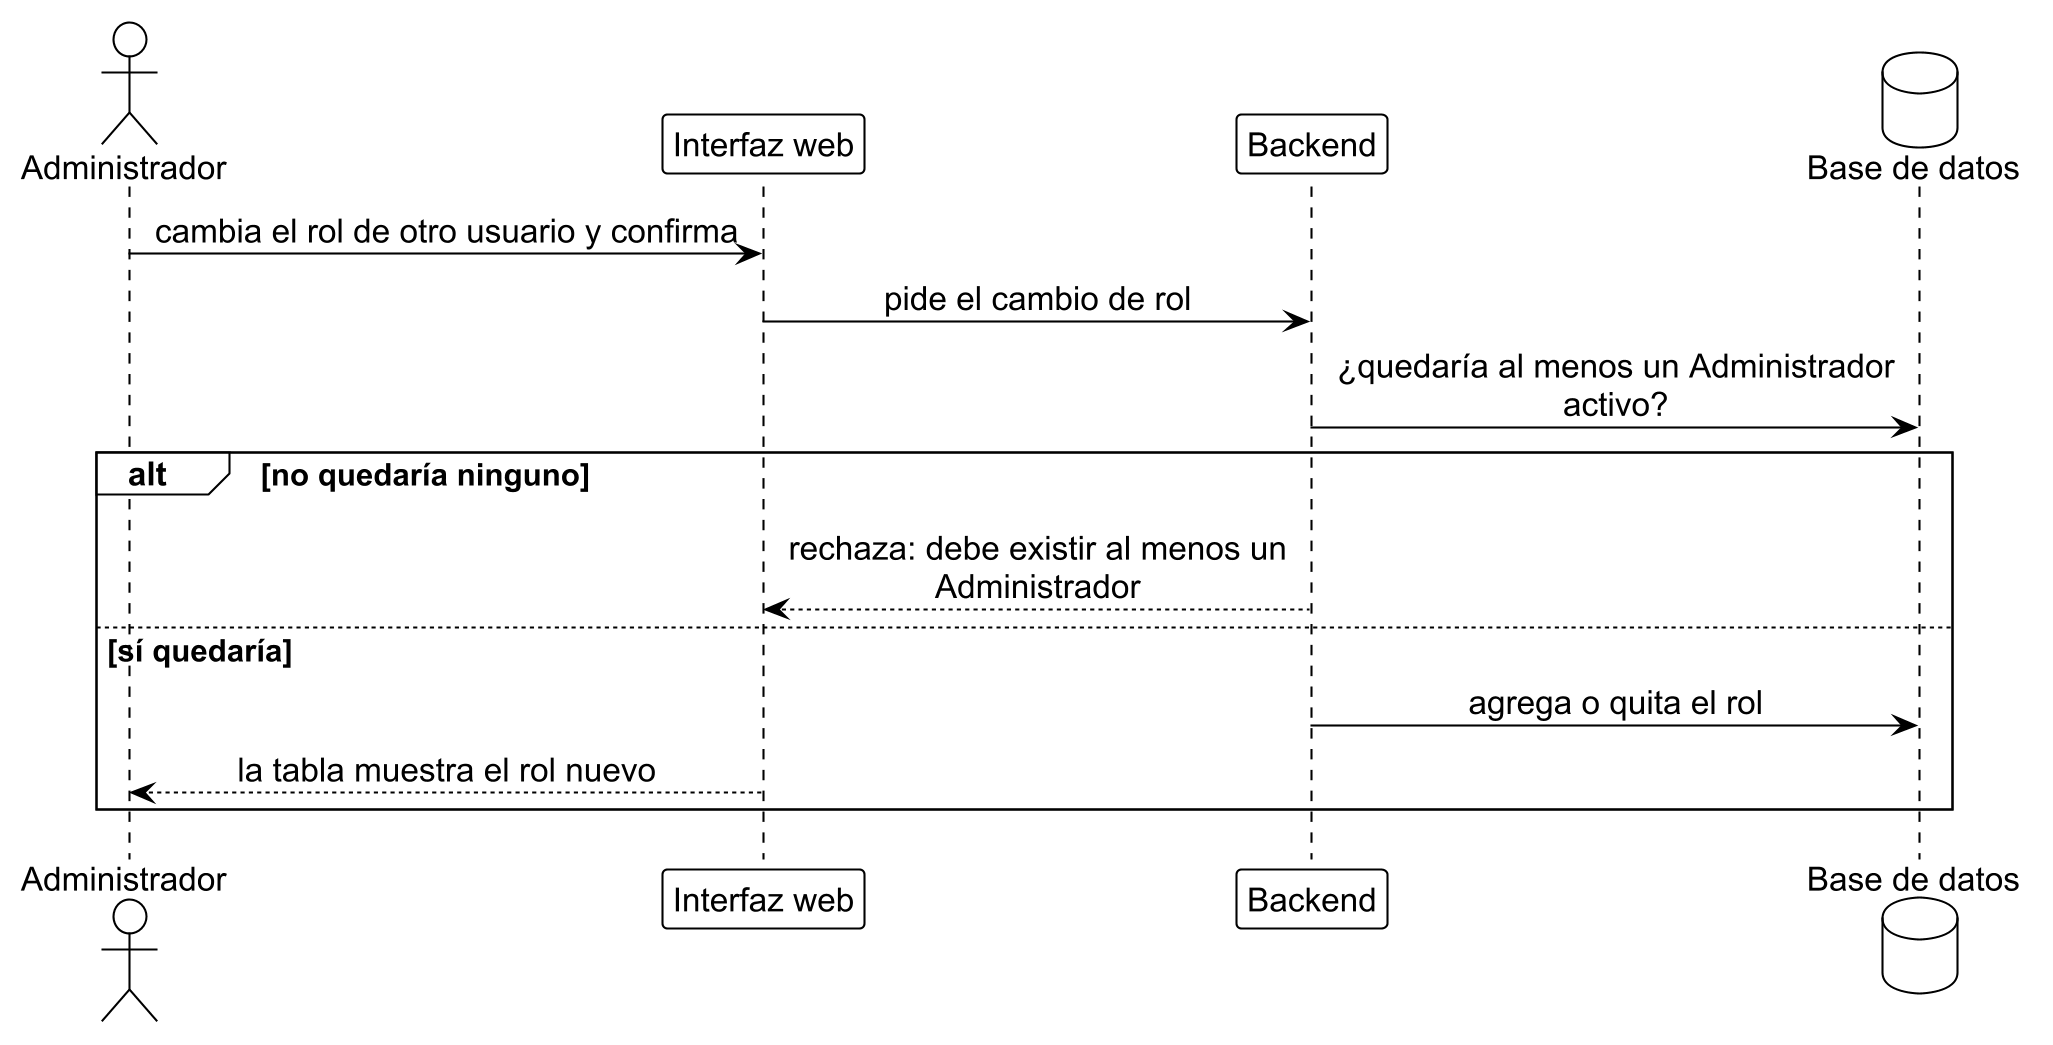 Administrador
Interfaz web
Backend
Base de datos
cambia el rol de otro usuario y confirma
pide el cambio de rol
¿quedaría al menos un Administrador
activo?
alt
[no quedaría ninguno]
rechaza: debe existir al menos un
Administrador
[sí quedaría]
agrega o quita el rol
la tabla muestra el rol nuevo
Administrador
Interfaz web
Backend
Base de datos